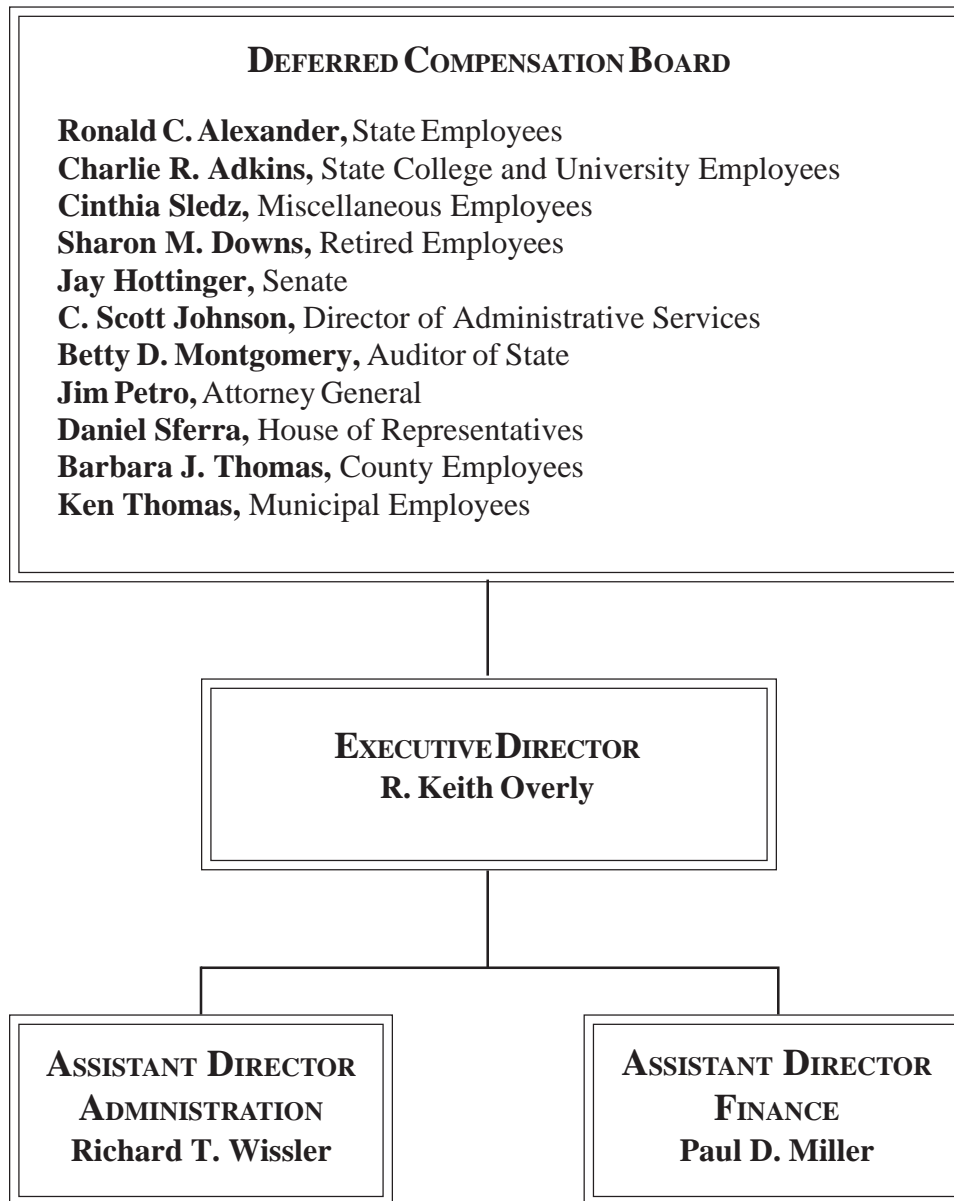 DEFERRED COMPENSATION BOARD
Ronald C. Alexander, State Employees
Charlie R. Adkins, State College and University Employees
Cinthia Sledz, Miscellaneous Employees
Sharon M. Downs, Retired Employees
Jay Hottinger, Senate
C. Scott Johnson, Director of Administrative Services
Betty D. Montgomery, Auditor of State
Jim Petro, Attorney General
Daniel Sferra, House of Representatives
Barbara J. Thomas, County Employees
Ken Thomas, Municipal Employees
EXECUTIVE DIRECTOR
R. Keith Overly
ASSISTANT DIRECTOR
ADMINISTRATION
Richard T. Wissler
ASSISTANT DIRECTOR
FINANCE
Paul D. Miller